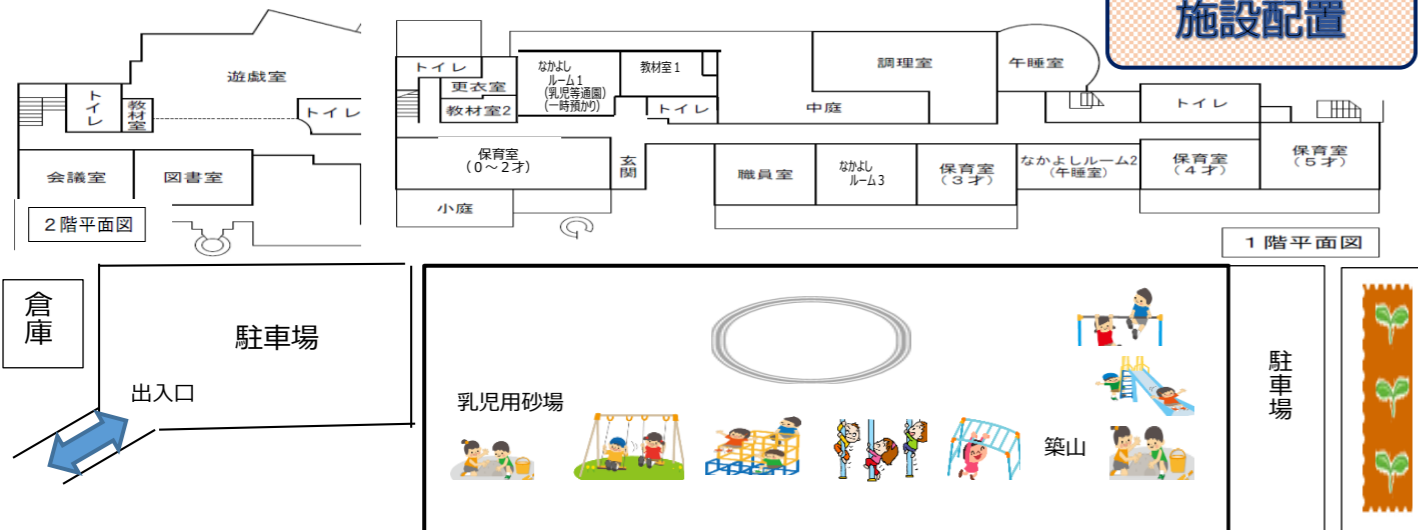 施設配置
遊戯室
トイレ
教材室
トイレ
会議室
図書室
2階平面図
トイレ
更衣室
教材室2
なかよし
ルーム1
(乳児等通園)
(一時預かり)
教材室1
トイレ
中庭
調理室
午睡室
トイレ
保育室
(0～2才)
玄関
職員室
なかよし
ルーム3
保育室
(3才)
なかよしルーム2
(午睡室)
保育室
(4才)
保育室
(5才)
小庭
1階平面図
倉庫
駐車場
出入口
乳児用砂場
築山
駐車場